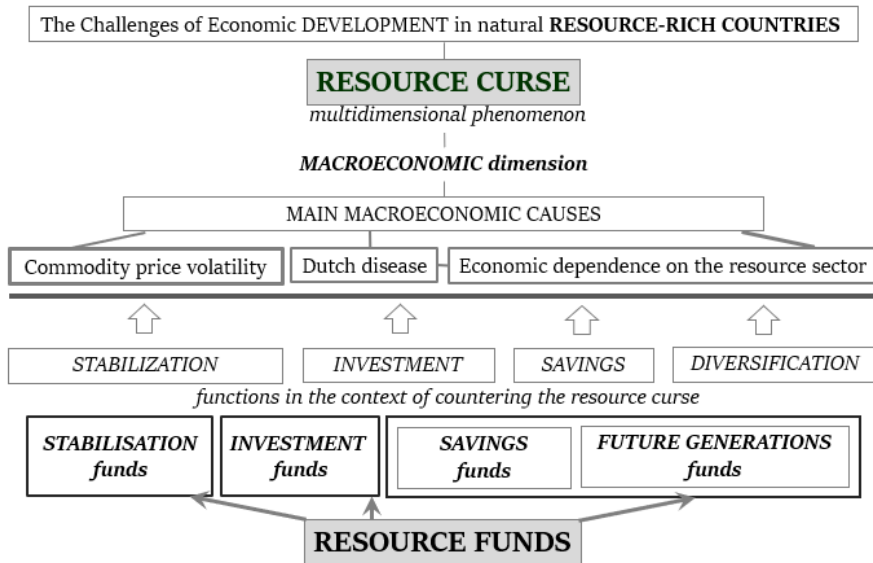 The Challenges of Economic DEVELOPMENT in natural RESOURCE-RICH COUNTRIES
RESOURCE CURSE
multidimensional phenomenon
MACROECONOMIC dimension
MAIN MACROECONOMIC CAUSES
Commodity price volatility
Dutch disease
Economic dependence on the resource sector
STABILIZATION
INVESTMENT
SAVINGS
DIVERSIFICATION
functions in the context of countering the resource curse
STABILISATION
funds
INVESTMENT
funds
SAVINGS
funds
FUTURE GENERATIONS
funds
RESOURCE FUNDS